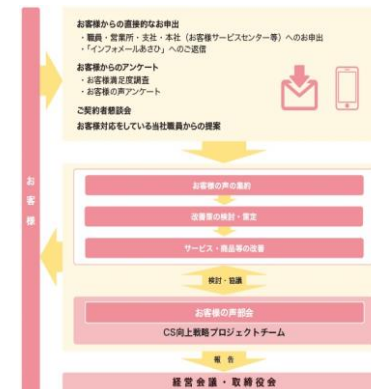 お客様からの直接的なお申出
・職員・営業所・支社・本社（お客様サービスセンター等）へのお申出
・「インフォメールあさひ」へのご返信
お客様からのアンケート
・お客様満足度調査
・お客様の声アンケート
ご契約者懇談会
お客様対応をしている当社職員からの提案
お客様
お客様の声の集約
改善策の検討・策定
サービス・商品等の改善
検討・協議
お客様の声部会
CS向上戦略プロジェクトチーム
報告
経営会議・取締役会